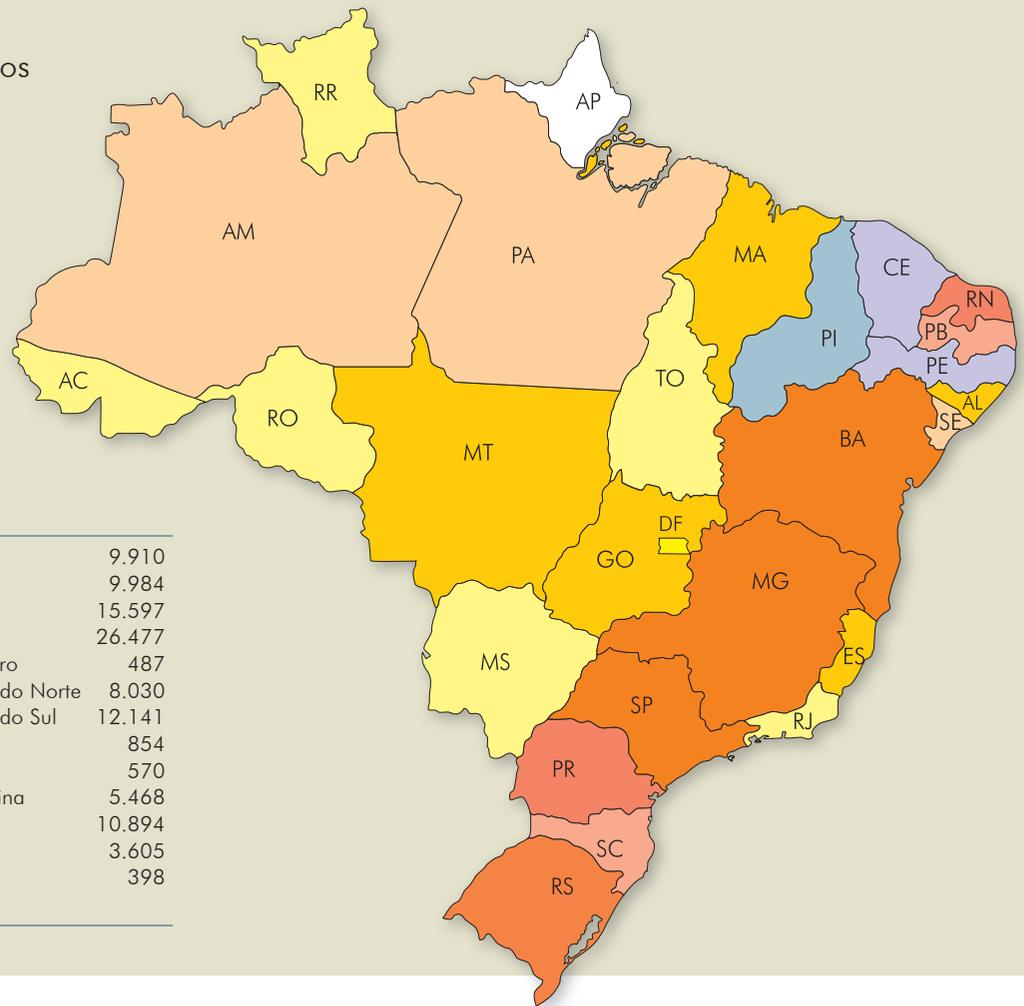 OS
RR
AP
AM
PA
MA
CE
RN
PI
PB
PE
AC
TO
AL
RO
SE
BA
MT
DF
GO
MG
ES
MS
SP
RJ
PR
SC
RS
9.910
9.984
15.597
26.477
ro 487
do Norte 8.030
do Sul 12.141
854
570
ina 5.468
10.894
3.605
398